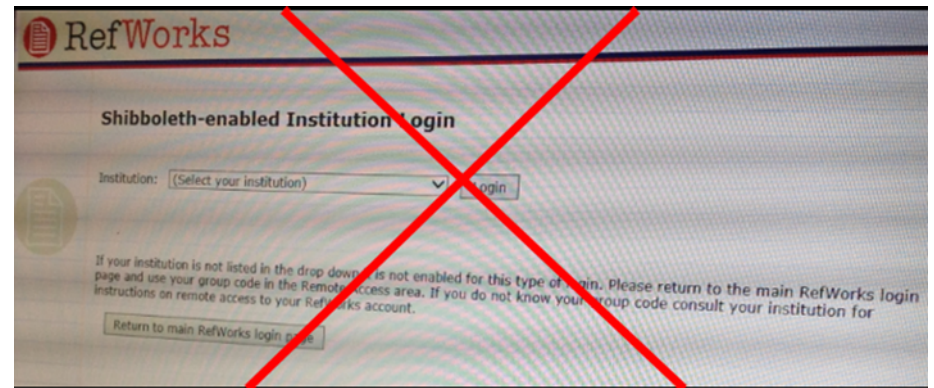 RefWorks
Shibboleth-enabled Institution Login
Institution: (Select your institution) Login
If your institution is not listed in the drop down it is not enabled for this type of login. Please return to the main RefWorks login
page and use your group code in the Remote Access area. If you do not know your group code consult your institution for
instructions on remote access to your RefWorks account.
Return to main RefWorks login page